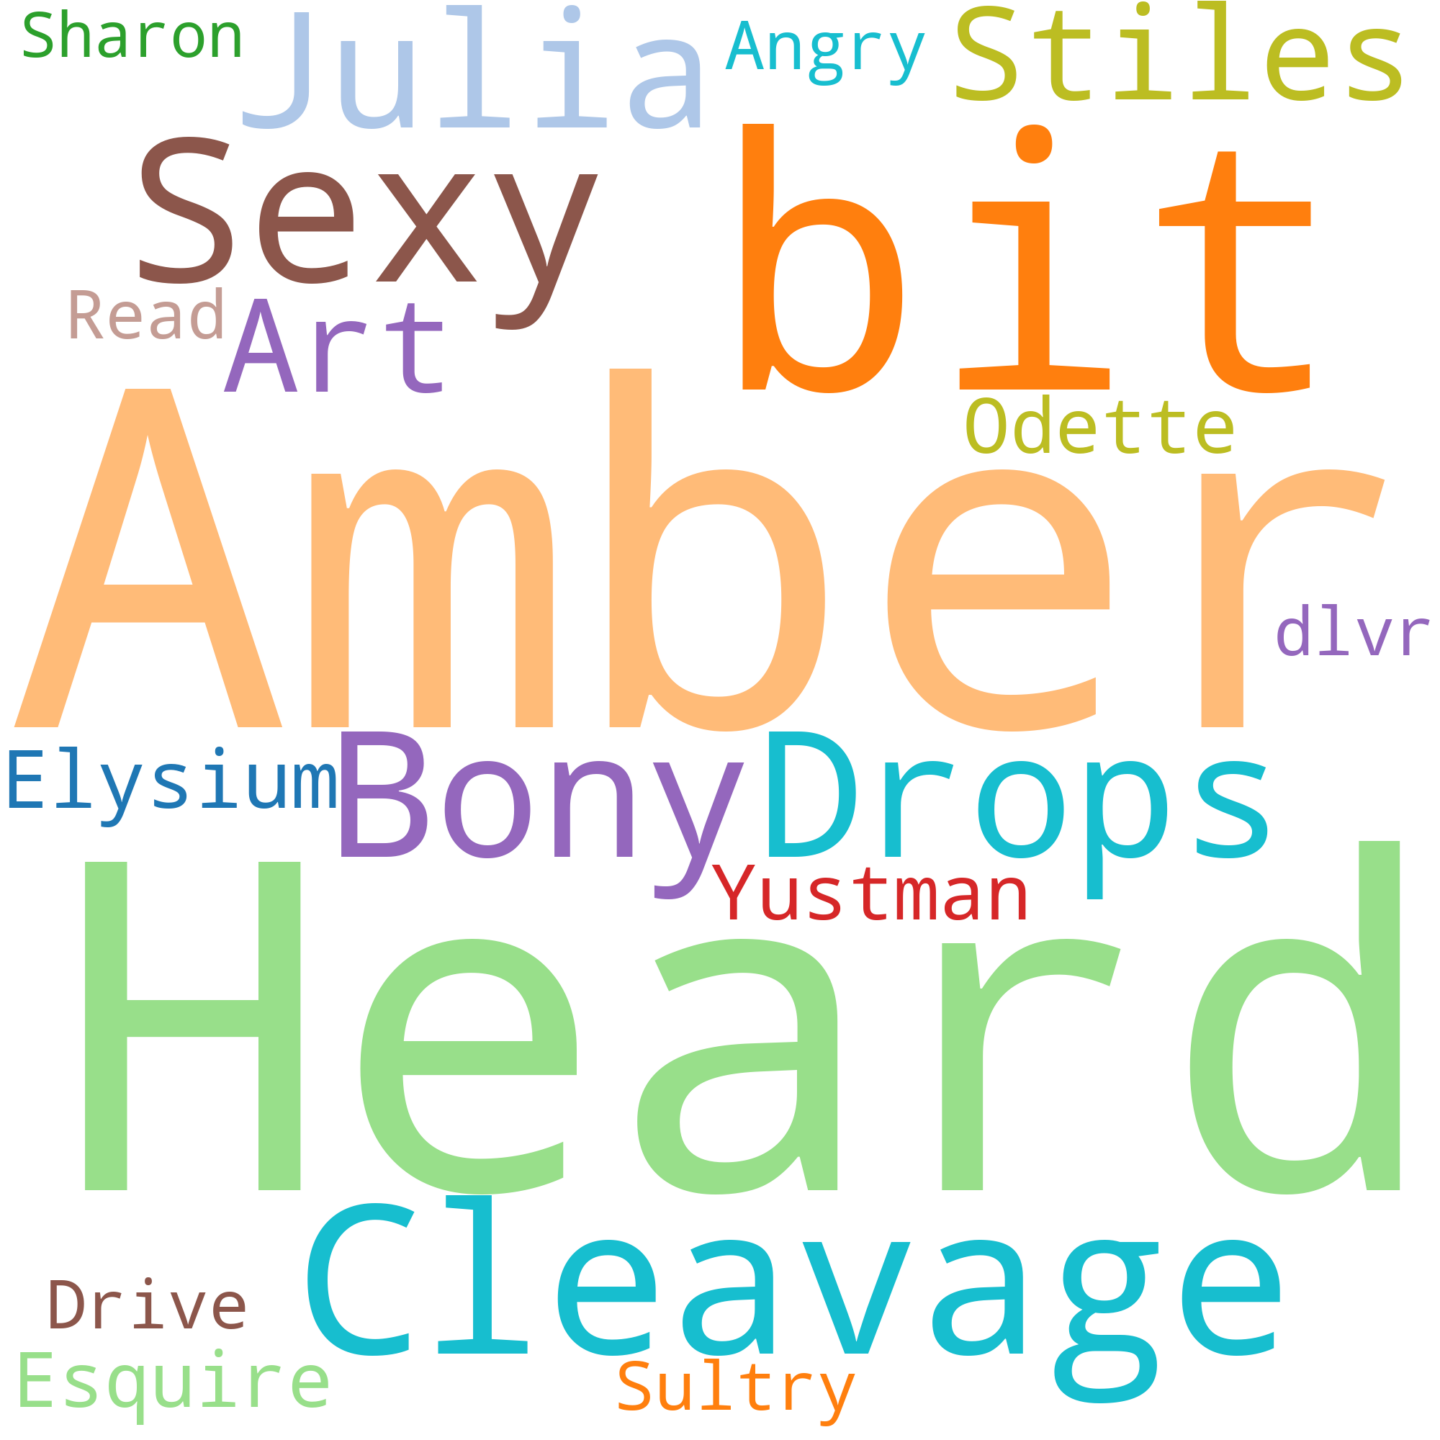 Sharon
Julia
Angry
Stiles
Sexy
bit
Read
Art
Odette
Amber
dlvr
Elysium
Bony
Drops
Yustman
Heard
Cleavage
Drive
Esquire
Sultry